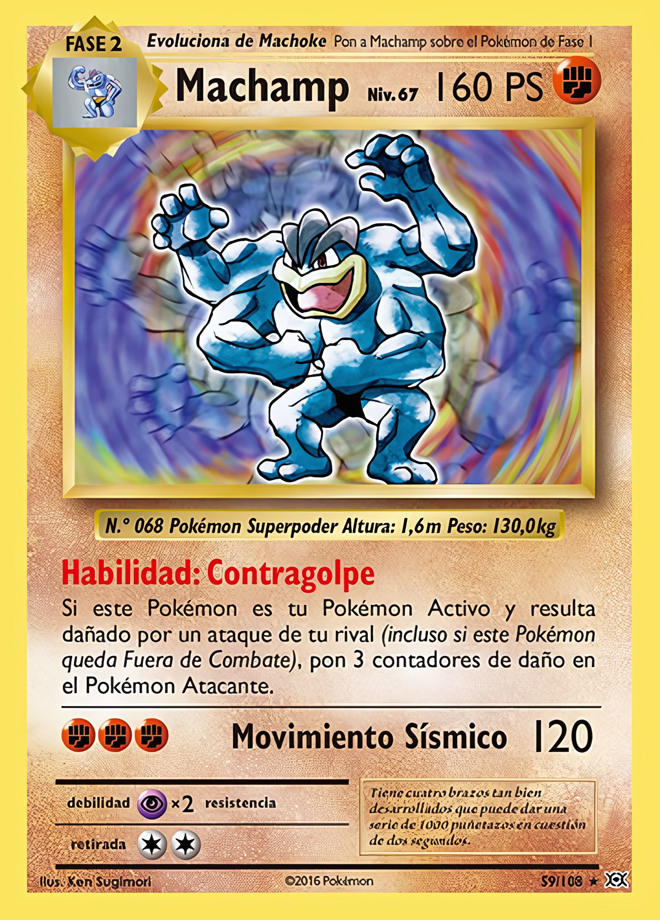 FASE 2
Evoluciona de Machoke Pon a Machamp sobre el Pokémon de Fase 1
Machamp Niv. 67 160 PS
N.° 068 Pokémon Superpoder Altura: 1,6 m Peso: 130,0 kg
Habilidad: Contragolpe
Si este Pokémon es tu Pokémon Activo y resulta
dañado por un ataque de tu rival (incluso si este Pokémon
queda Fuera de Combate), pon 3 contadores de daño en
el Pokémon Atacante.
Movimiento Sísmico 120
debilidad ×2 resistencia
retirada
Tiene cuatro brazos tan bien
desarrollados que puede dar una
serie de 1000 puñetazos en cuestión
de dos segundos.
Ilus. Ken Sugimori
©2016 Pokémon
59/108